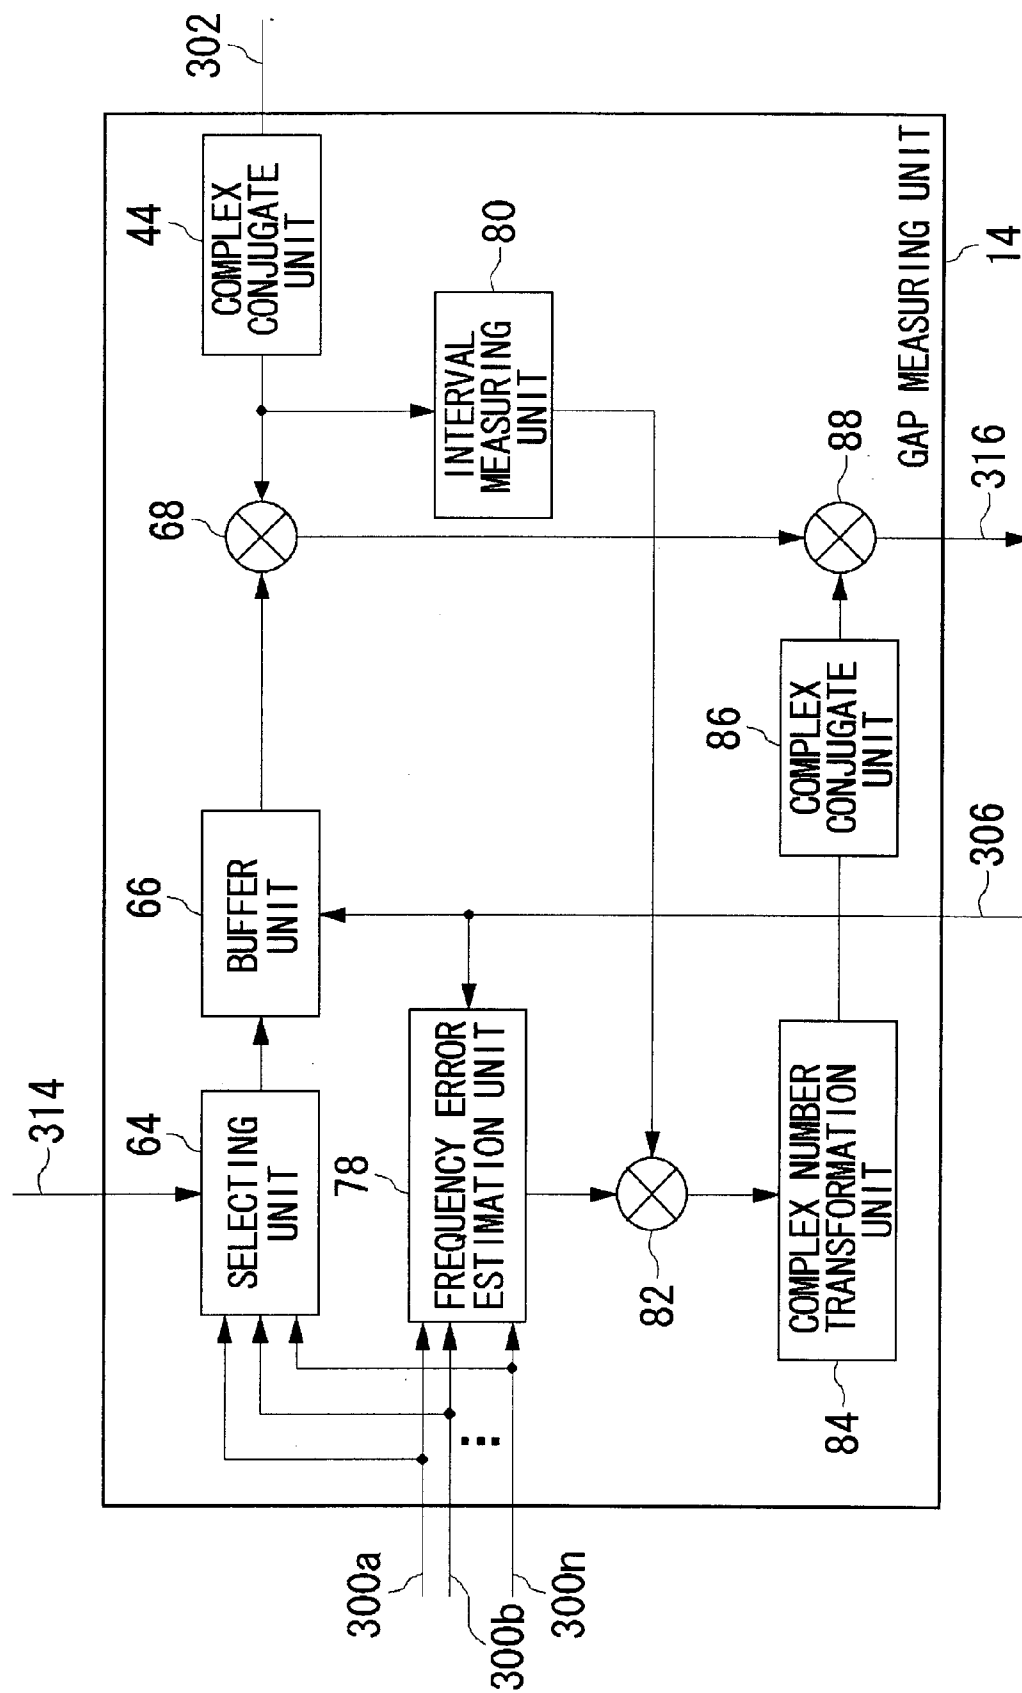 314
302
64
SELECTING
UNIT
66
BUFFER
UNIT
68
44
COMPLEX
CONJUGATE
UNIT
300a
300b
300n
78
FREQUENCY ERROR
ESTIMATION UNIT
80
INTERVAL
MEASURING
UNIT
82
84
COMPLEX NUMBER
TRANSFORMATION
UNIT
86
COMPLEX
CONJUGATE
UNIT
88
GAP MEASURING UNIT
14
306
316